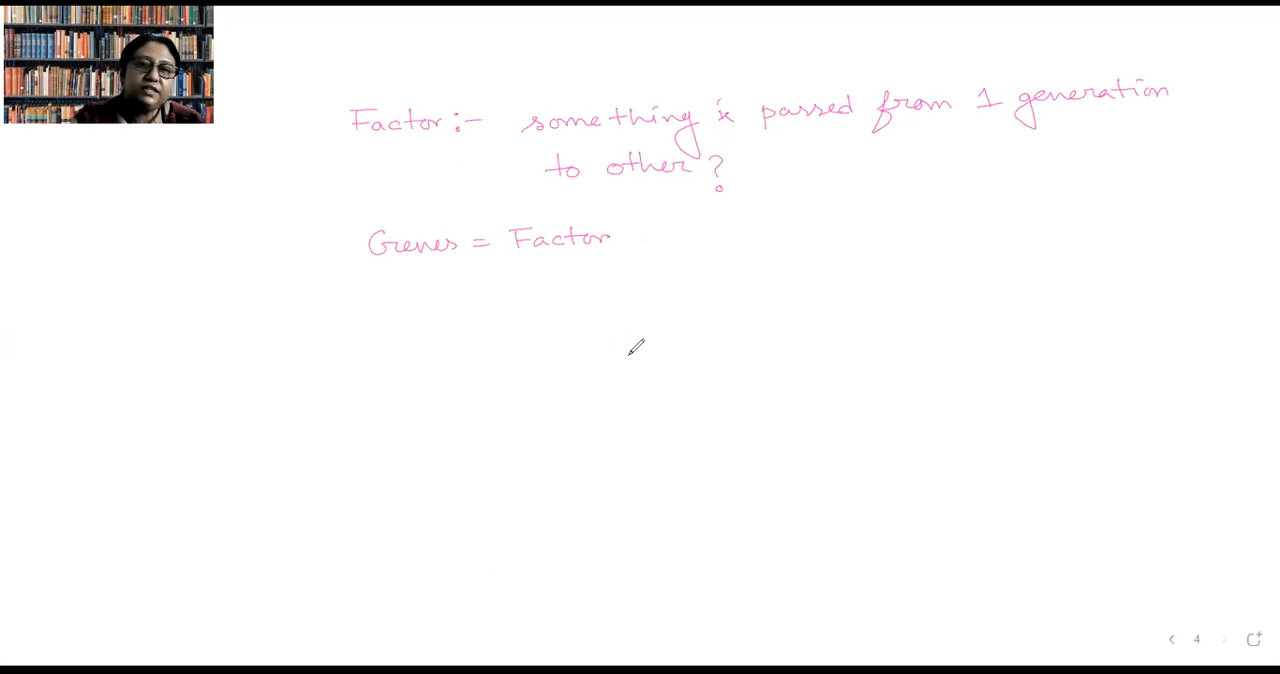 Factor :- something is passed from 1 generation
to other ?
Genes = Factor
4